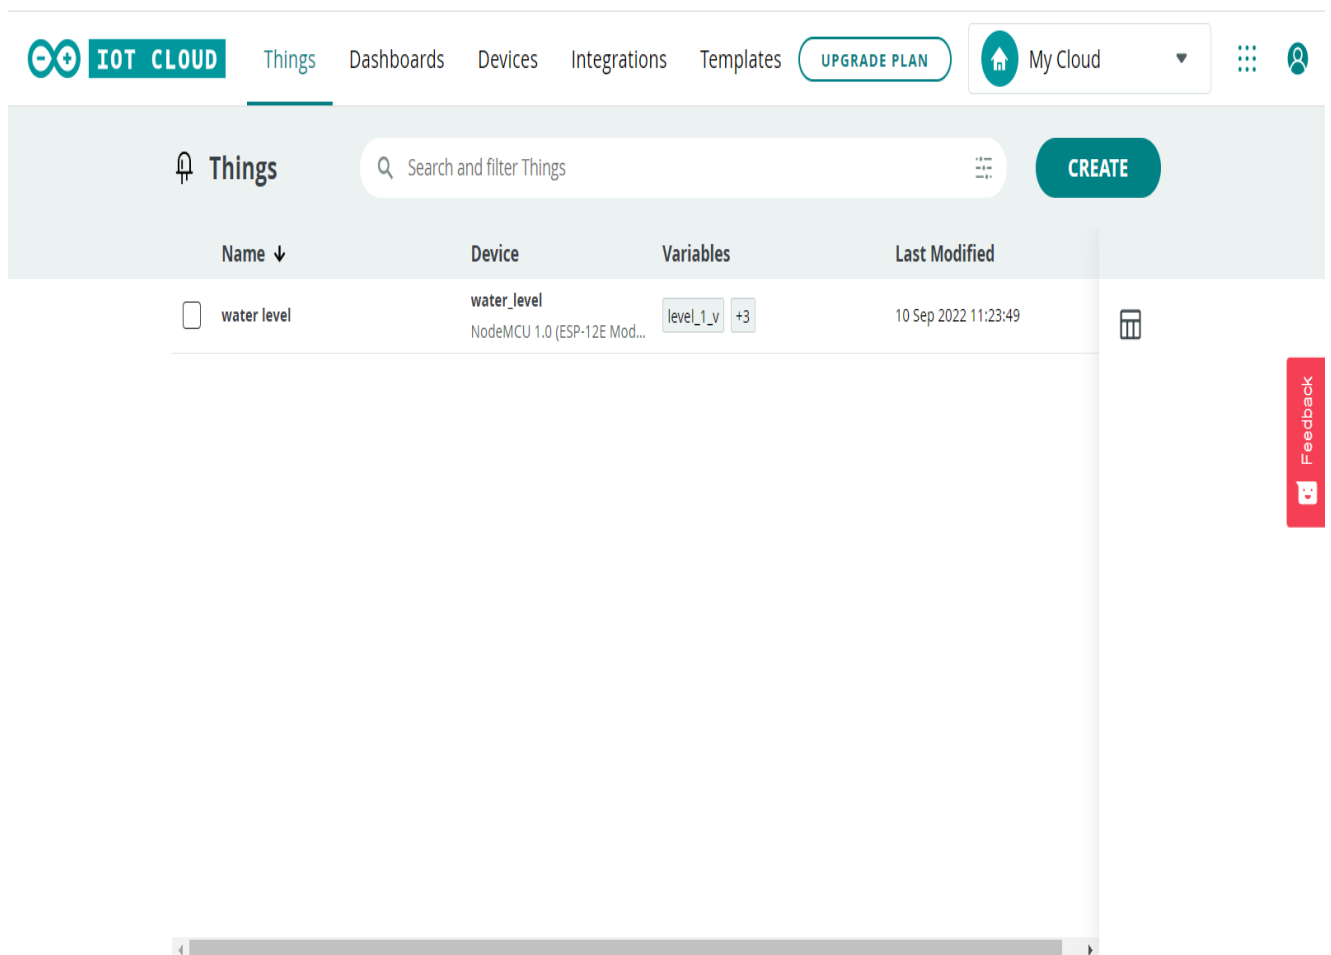 IOT CLOUD Things Dashboards Devices Integrations Templates UPGRADE PLAN My Cloud
Things Search and filter Things CREATE
Name Device Variables Last Modified
water level water_level level_1_v +3 10 Sep 2022 11:23:49
NodeMCU 1.0 (ESP-12E Mod...
Feedback